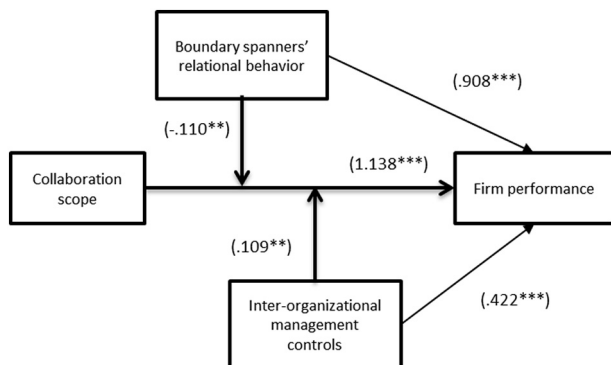 Boundary spanners'
relational behavior
(.908***)
(-.110**)
(1.138***)
Collaboration
scope
Firm performance
(.109**)
(.422***)
Inter-organizational
management
controls